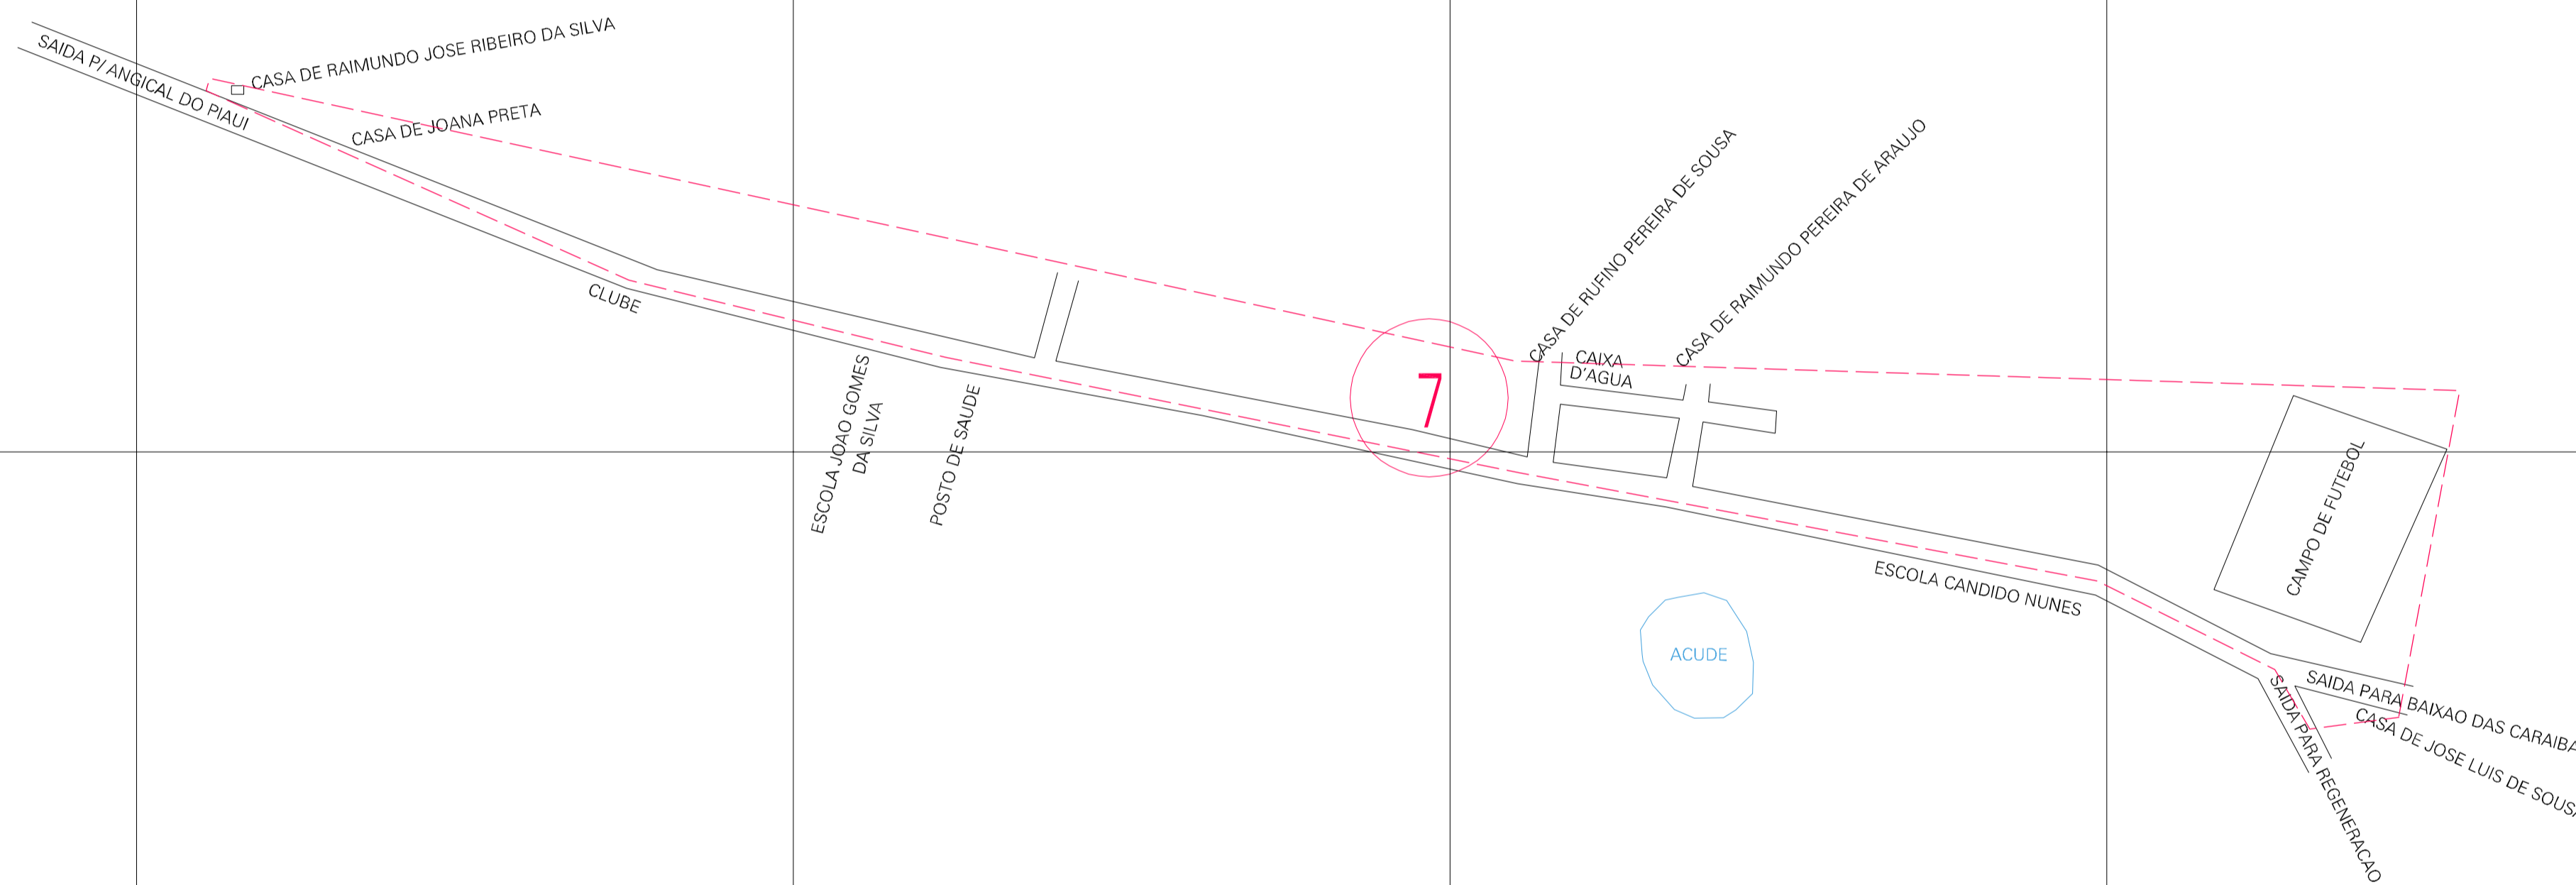 SAIDA P/ ANGICAL DO PIAUI
CASA DE RAIMUNDO JOSE RIBEIRO DA SILVA
CASA DE JOANA PRETA
CLUBE
ESCOLA JOAO GOMES
DA SILVA
POSTO DE SAUDE
7
CASA DE RUFINO PEREIRA DE SOUSA
CAIXA
D'AGUA
CASA DE RAIMUNDO PEREIRA DE ARAUJO
ESCOLA CANDIDO NUNES
ACUDE
CAMPO DE FUTEBOL
SAIDA PARA BAIXAO DAS CARAIBA
CASA DE JOSE LUIS DE SOUSA
SAIDA PARA REGENERACAO